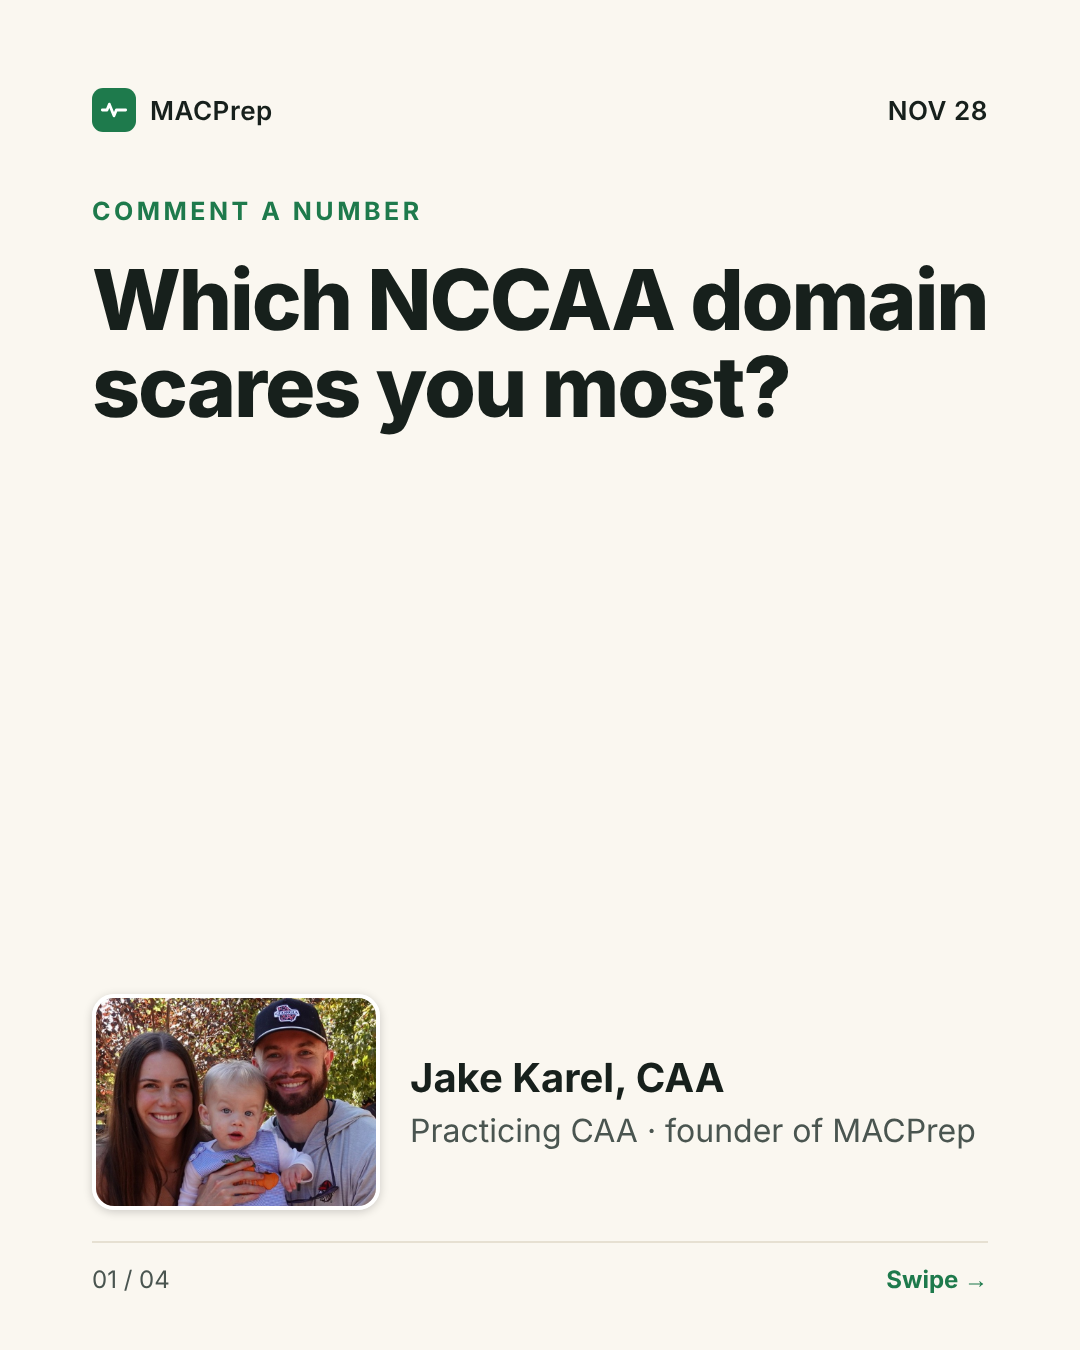 MACPrep
NOV 28
COMMENT A NUMBER
Which NCCAA domain
scares you most?
Jake Karel, CAA
Practicing CAA · founder of MACPrep
01 / 04
Swipe →